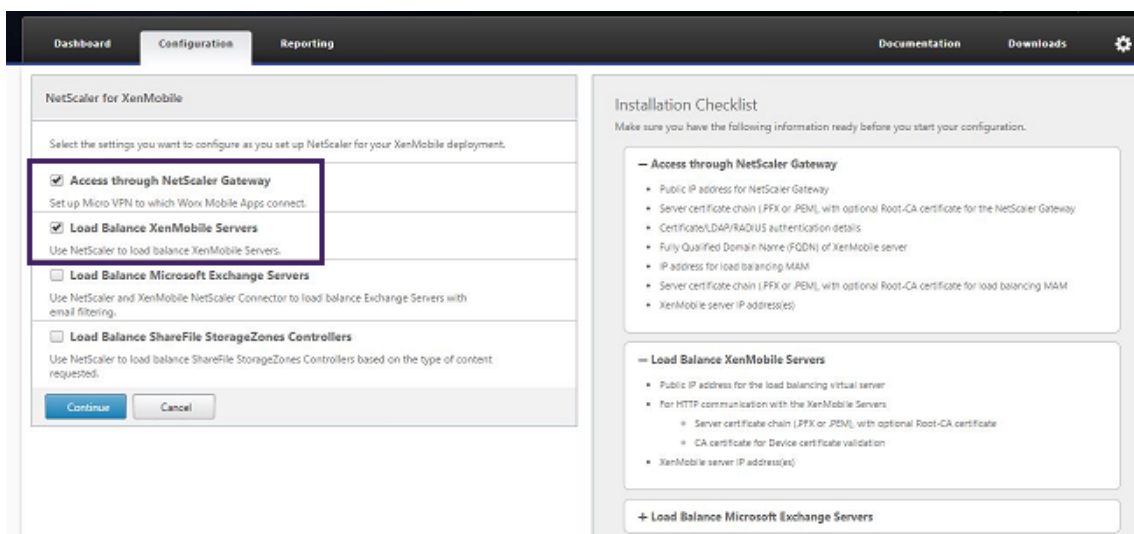 Dashboard
Configuration
Reporting
Documentation
Downloads
NetScaler for XenMobile
Select the settings you want to configure as you set up NetScaler for your XenMobile deployment.
Access through NetScaler Gateway
Set up Micro VPN to which Worx Mobile Apps connect.
Load Balance XenMobile Servers
Use NetScaler to load balance XenMobile Servers.
Load Balance Microsoft Exchange Servers
Use NetScaler and XenMobile NetScaler Connector to load balance Exchange Servers with
email filtering.
Load Balance ShareFile StorageZones Controllers
Use NetScaler to load balance ShareFile StorageZones Controllers based on the type of content
requested.
Continue
Cancel
Installation Checklist
Make sure you have the following information ready before you start your configuration.
— Access through NetScaler Gateway
• Public IP address for NetScaler Gateway
• Server certificate chain (.PFX or .PEM), with optional Root-CA certificate for the NetScaler Gateway
• Certificate/LDAP/RADIUS authentication details
• Fully Qualified Domain Name (FQDN) of XenMobile server
• IP address for load balancing MAM
• Server certificate chain (.PFX or .PEM), with optional Root-CA certificate for load balancing MAM
• XenMobile server IP address(es)
— Load Balance XenMobile Servers
• Public IP address for the load balancing virtual server
• For HTTP communication with the XenMobile Servers
Server certificate chain (.PFX or .PEM), with optional Root-CA certificate
CA certificate for Device certificate validation
• XenMobile server IP address(es)
+ Load Balance Microsoft Exchange Servers